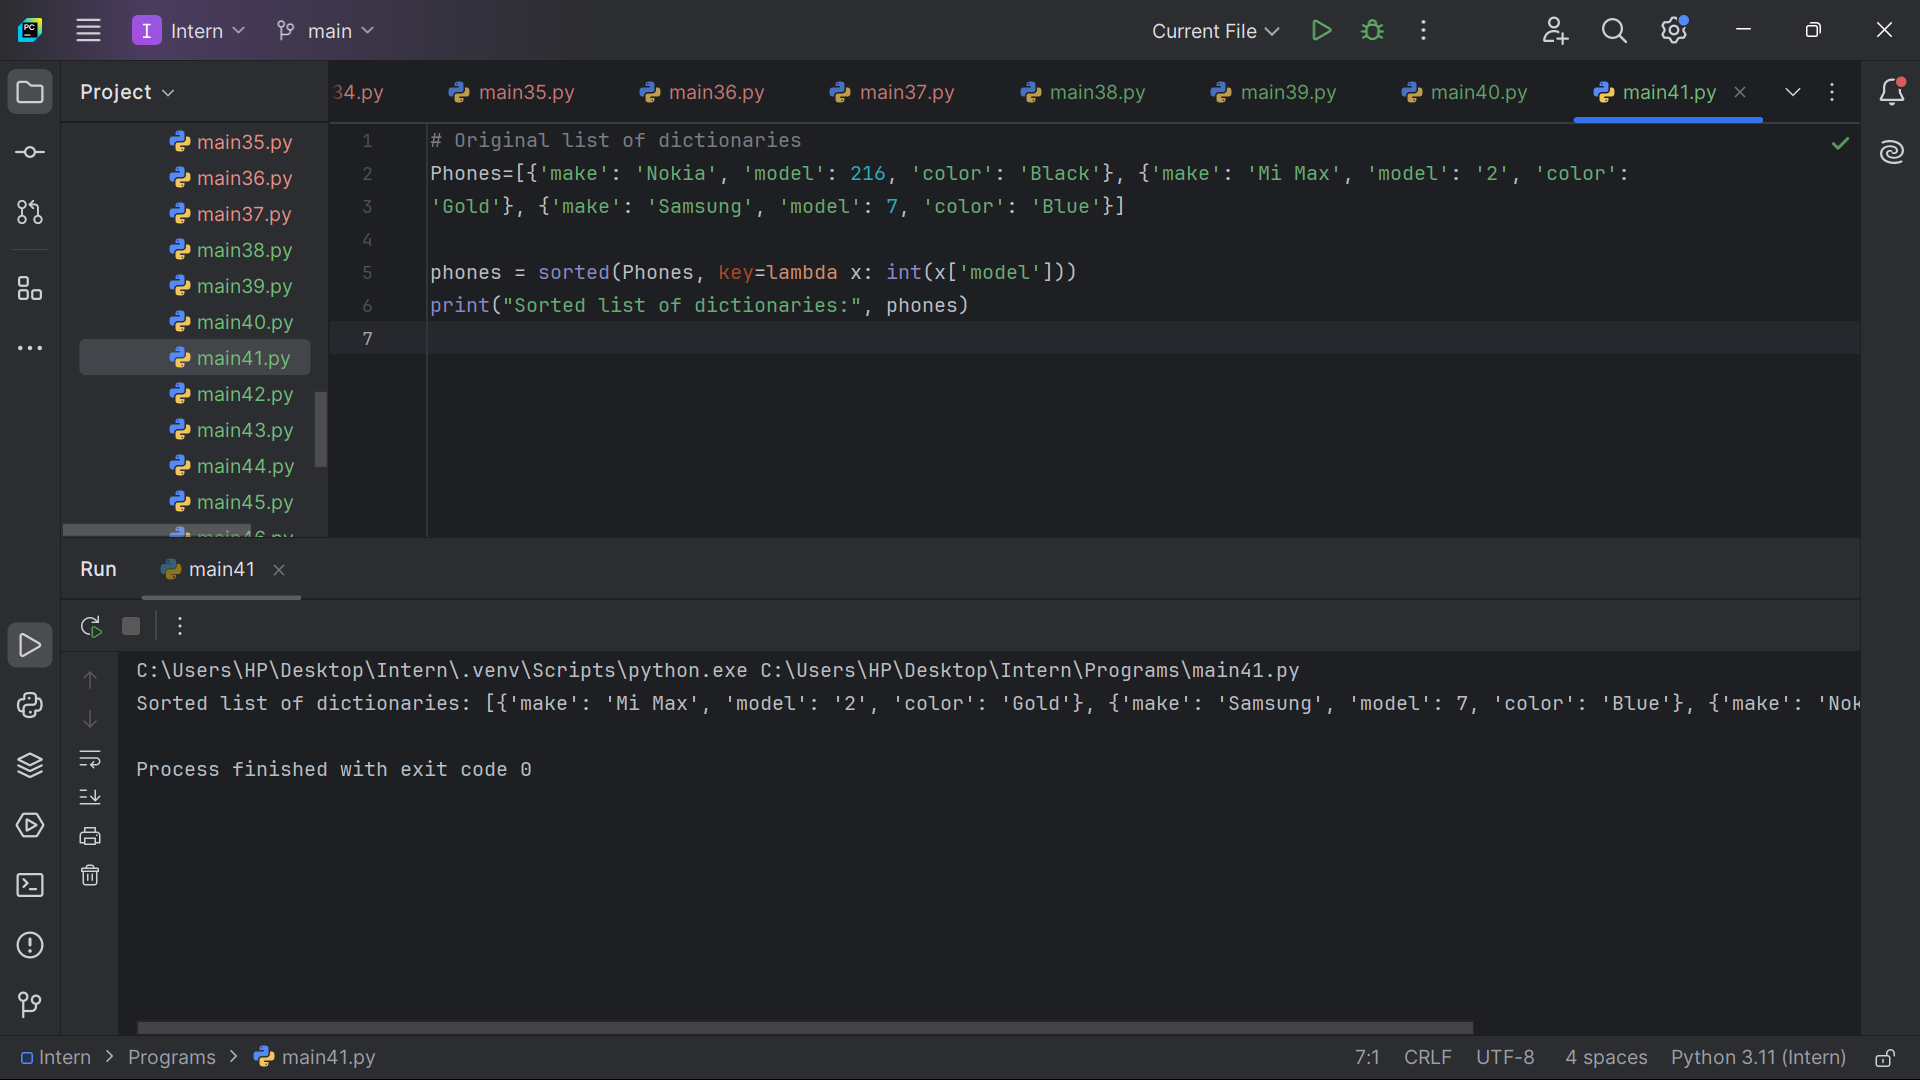 PC
I Intern main Current File
Project
34.py main35.py main36.py main37.py main38.py main39.py main40.py main41.py
main35.py
main36.py
main37.py
main38.py
main39.py
main40.py
main41.py
main42.py
main43.py
main44.py
main45.py
main46.py
1 # Original list of dictionaries
2 Phones=[{'make': 'Nokia', 'model': 216, 'color': 'Black'}, {'make': 'Mi Max', 'model': '2', 'color':
3 'Gold'}, {'make': 'Samsung', 'model': 7, 'color': 'Blue'}]
4
5 phones = sorted(Phones, key=lambda x: int(x['model']))
6 print("Sorted list of dictionaries:", phones)
7
Run main41
C:\Users\HP\Desktop\Intern\.venv\Scripts\python.exe C:\Users\HP\Desktop\Intern\Programs\main41.py
Sorted list of dictionaries: [{'make': 'Mi Max', 'model': '2', 'color': 'Gold'}, {'make': 'Samsung', 'model': 7, 'color': 'Blue'}, {'make': 'Nok
Process finished with exit code 0
Intern > Programs > main41.py 7:1 CRLF UTF-8 4 spaces Python 3.11 (Intern)